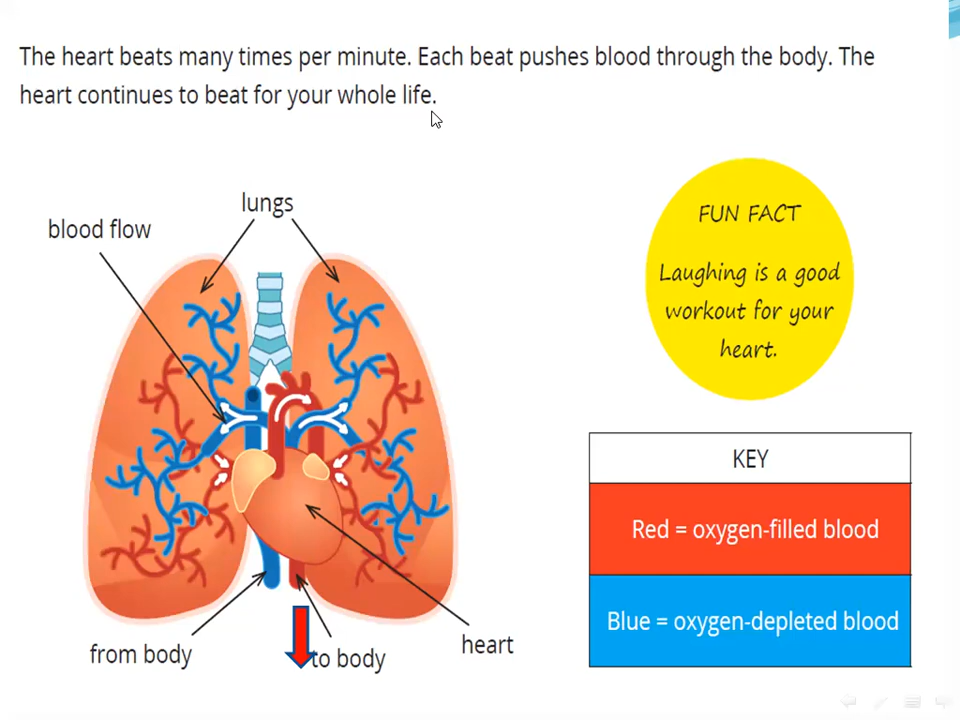 The heart beats many times per minute. Each beat pushes blood through the body. The
heart continues to beat for your whole life.
lungs
blood flow
FUN FACT
Laughing is a good
workout for your
heart.
KEY
Red = oxygen-filled blood
Blue = oxygen-depleted blood
from body
to body
heart